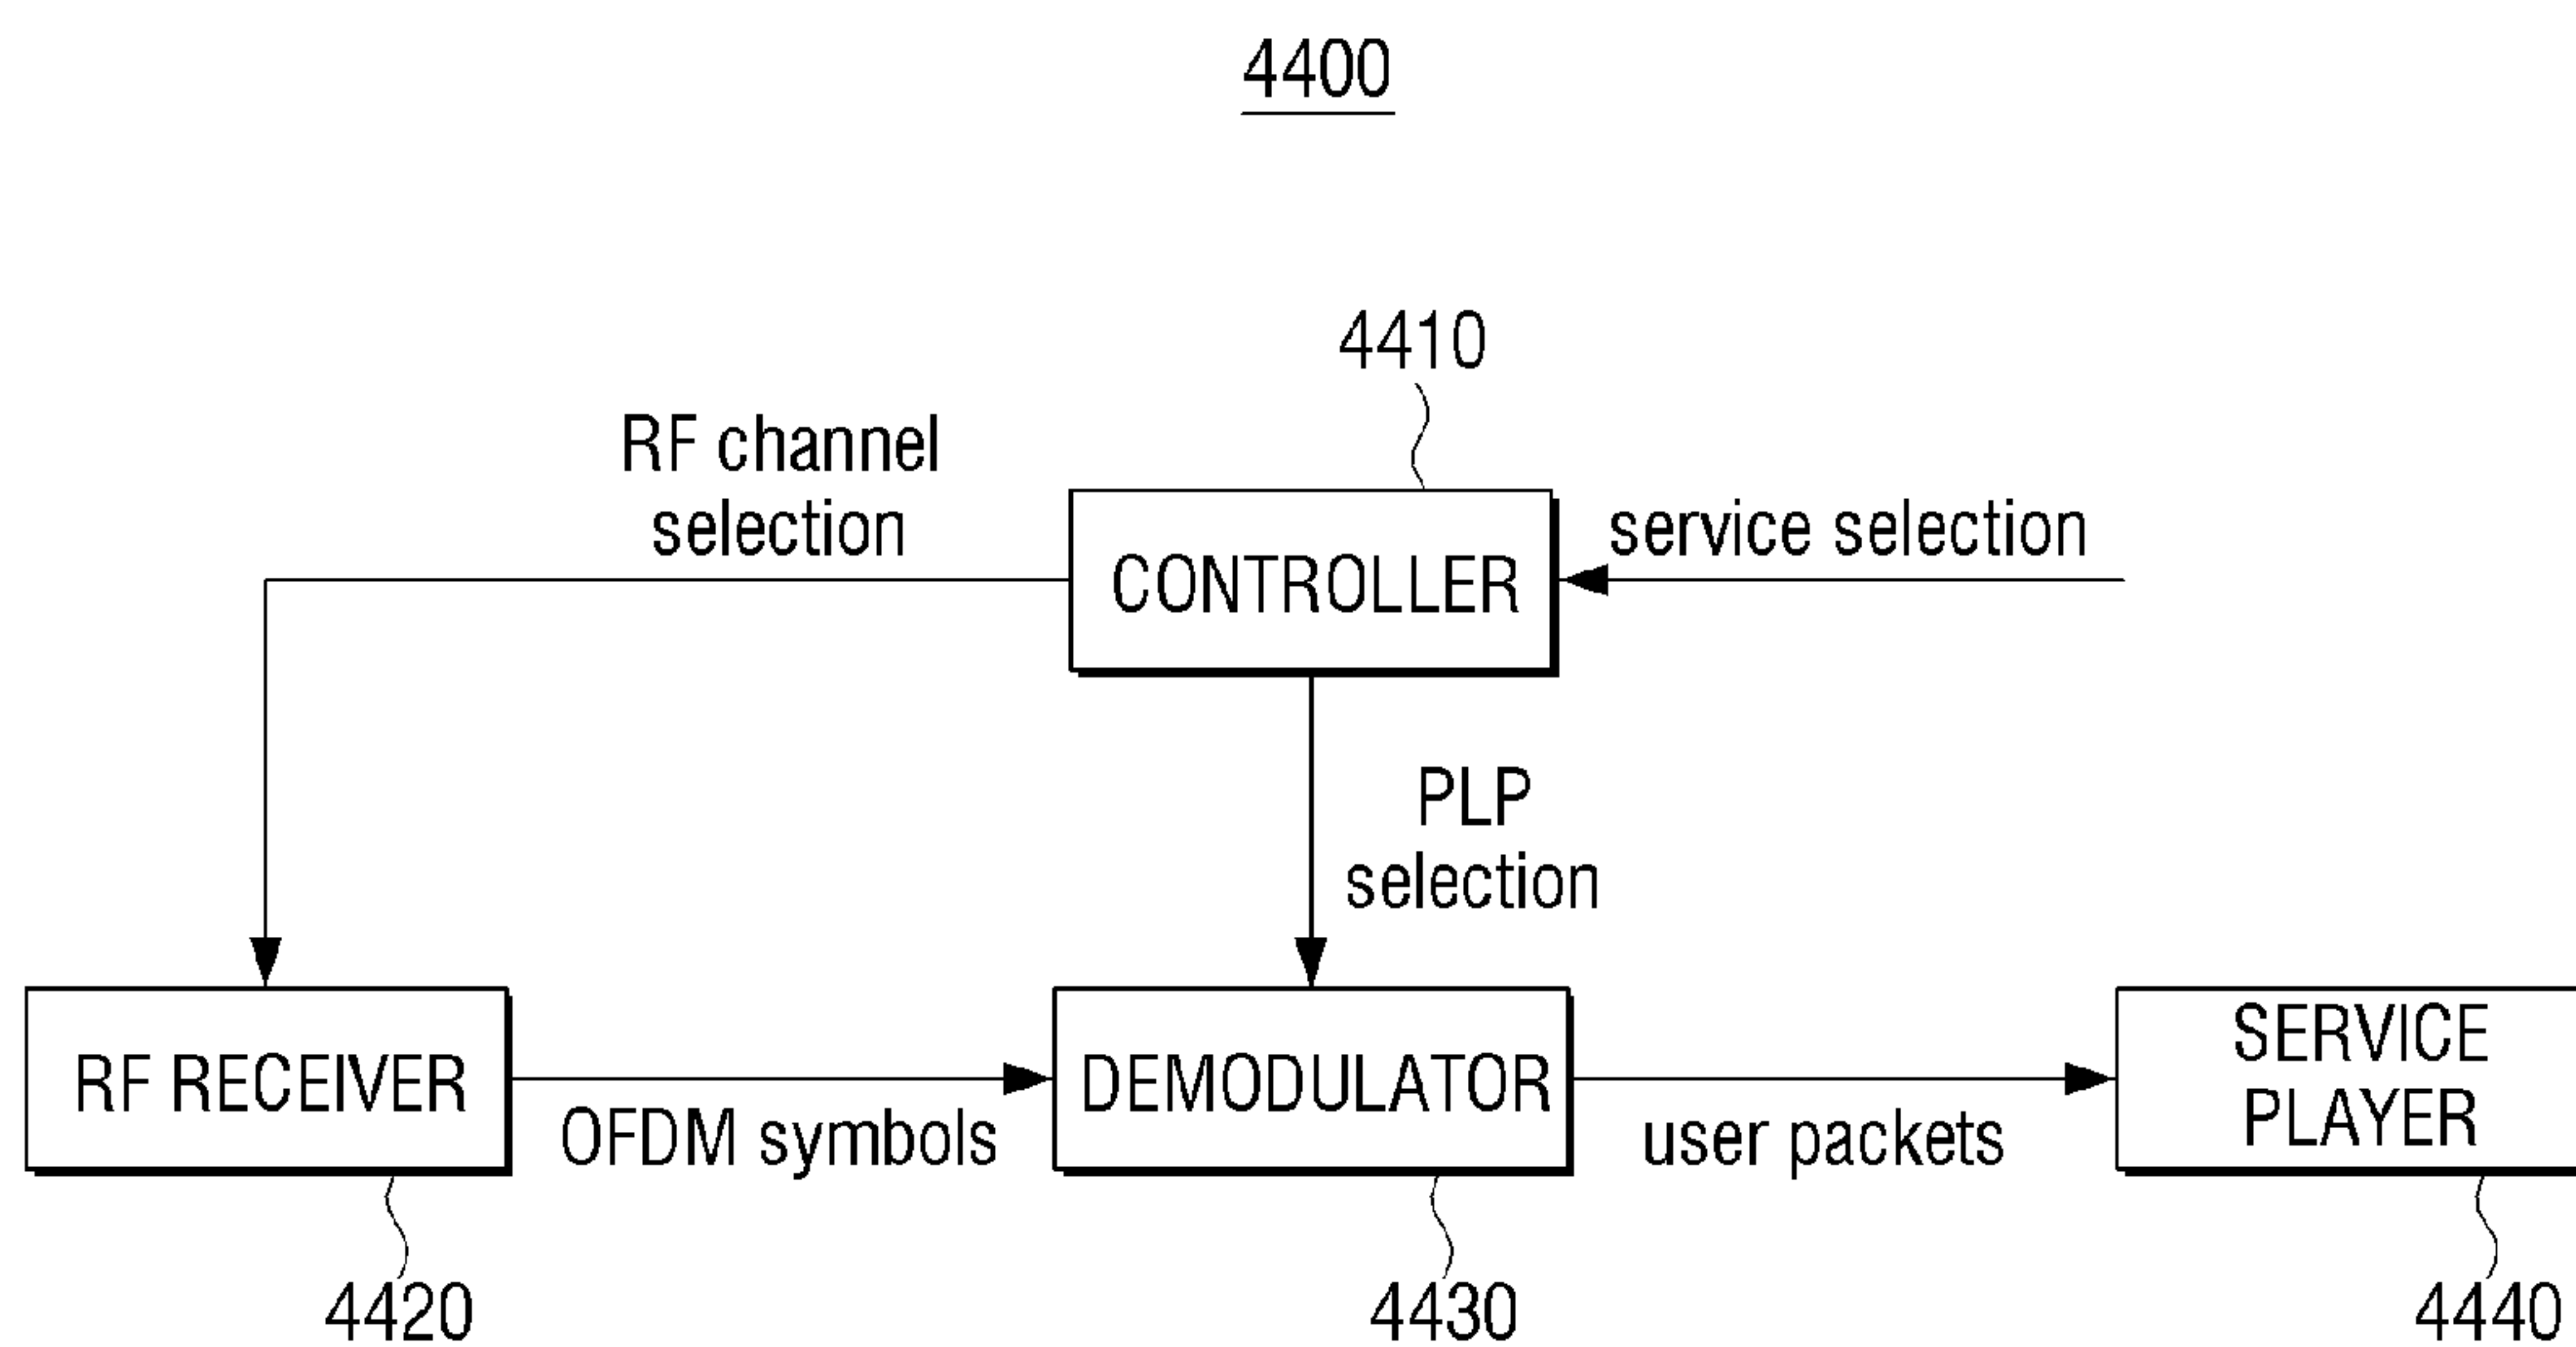 4400
4410
RF channel
selection
CONTROLLER
service selection
PLP
selection
RF RECEIVER
OFDM symbols
DEMODULATOR
user packets
SERVICE
PLAYER
4420
4430
4440